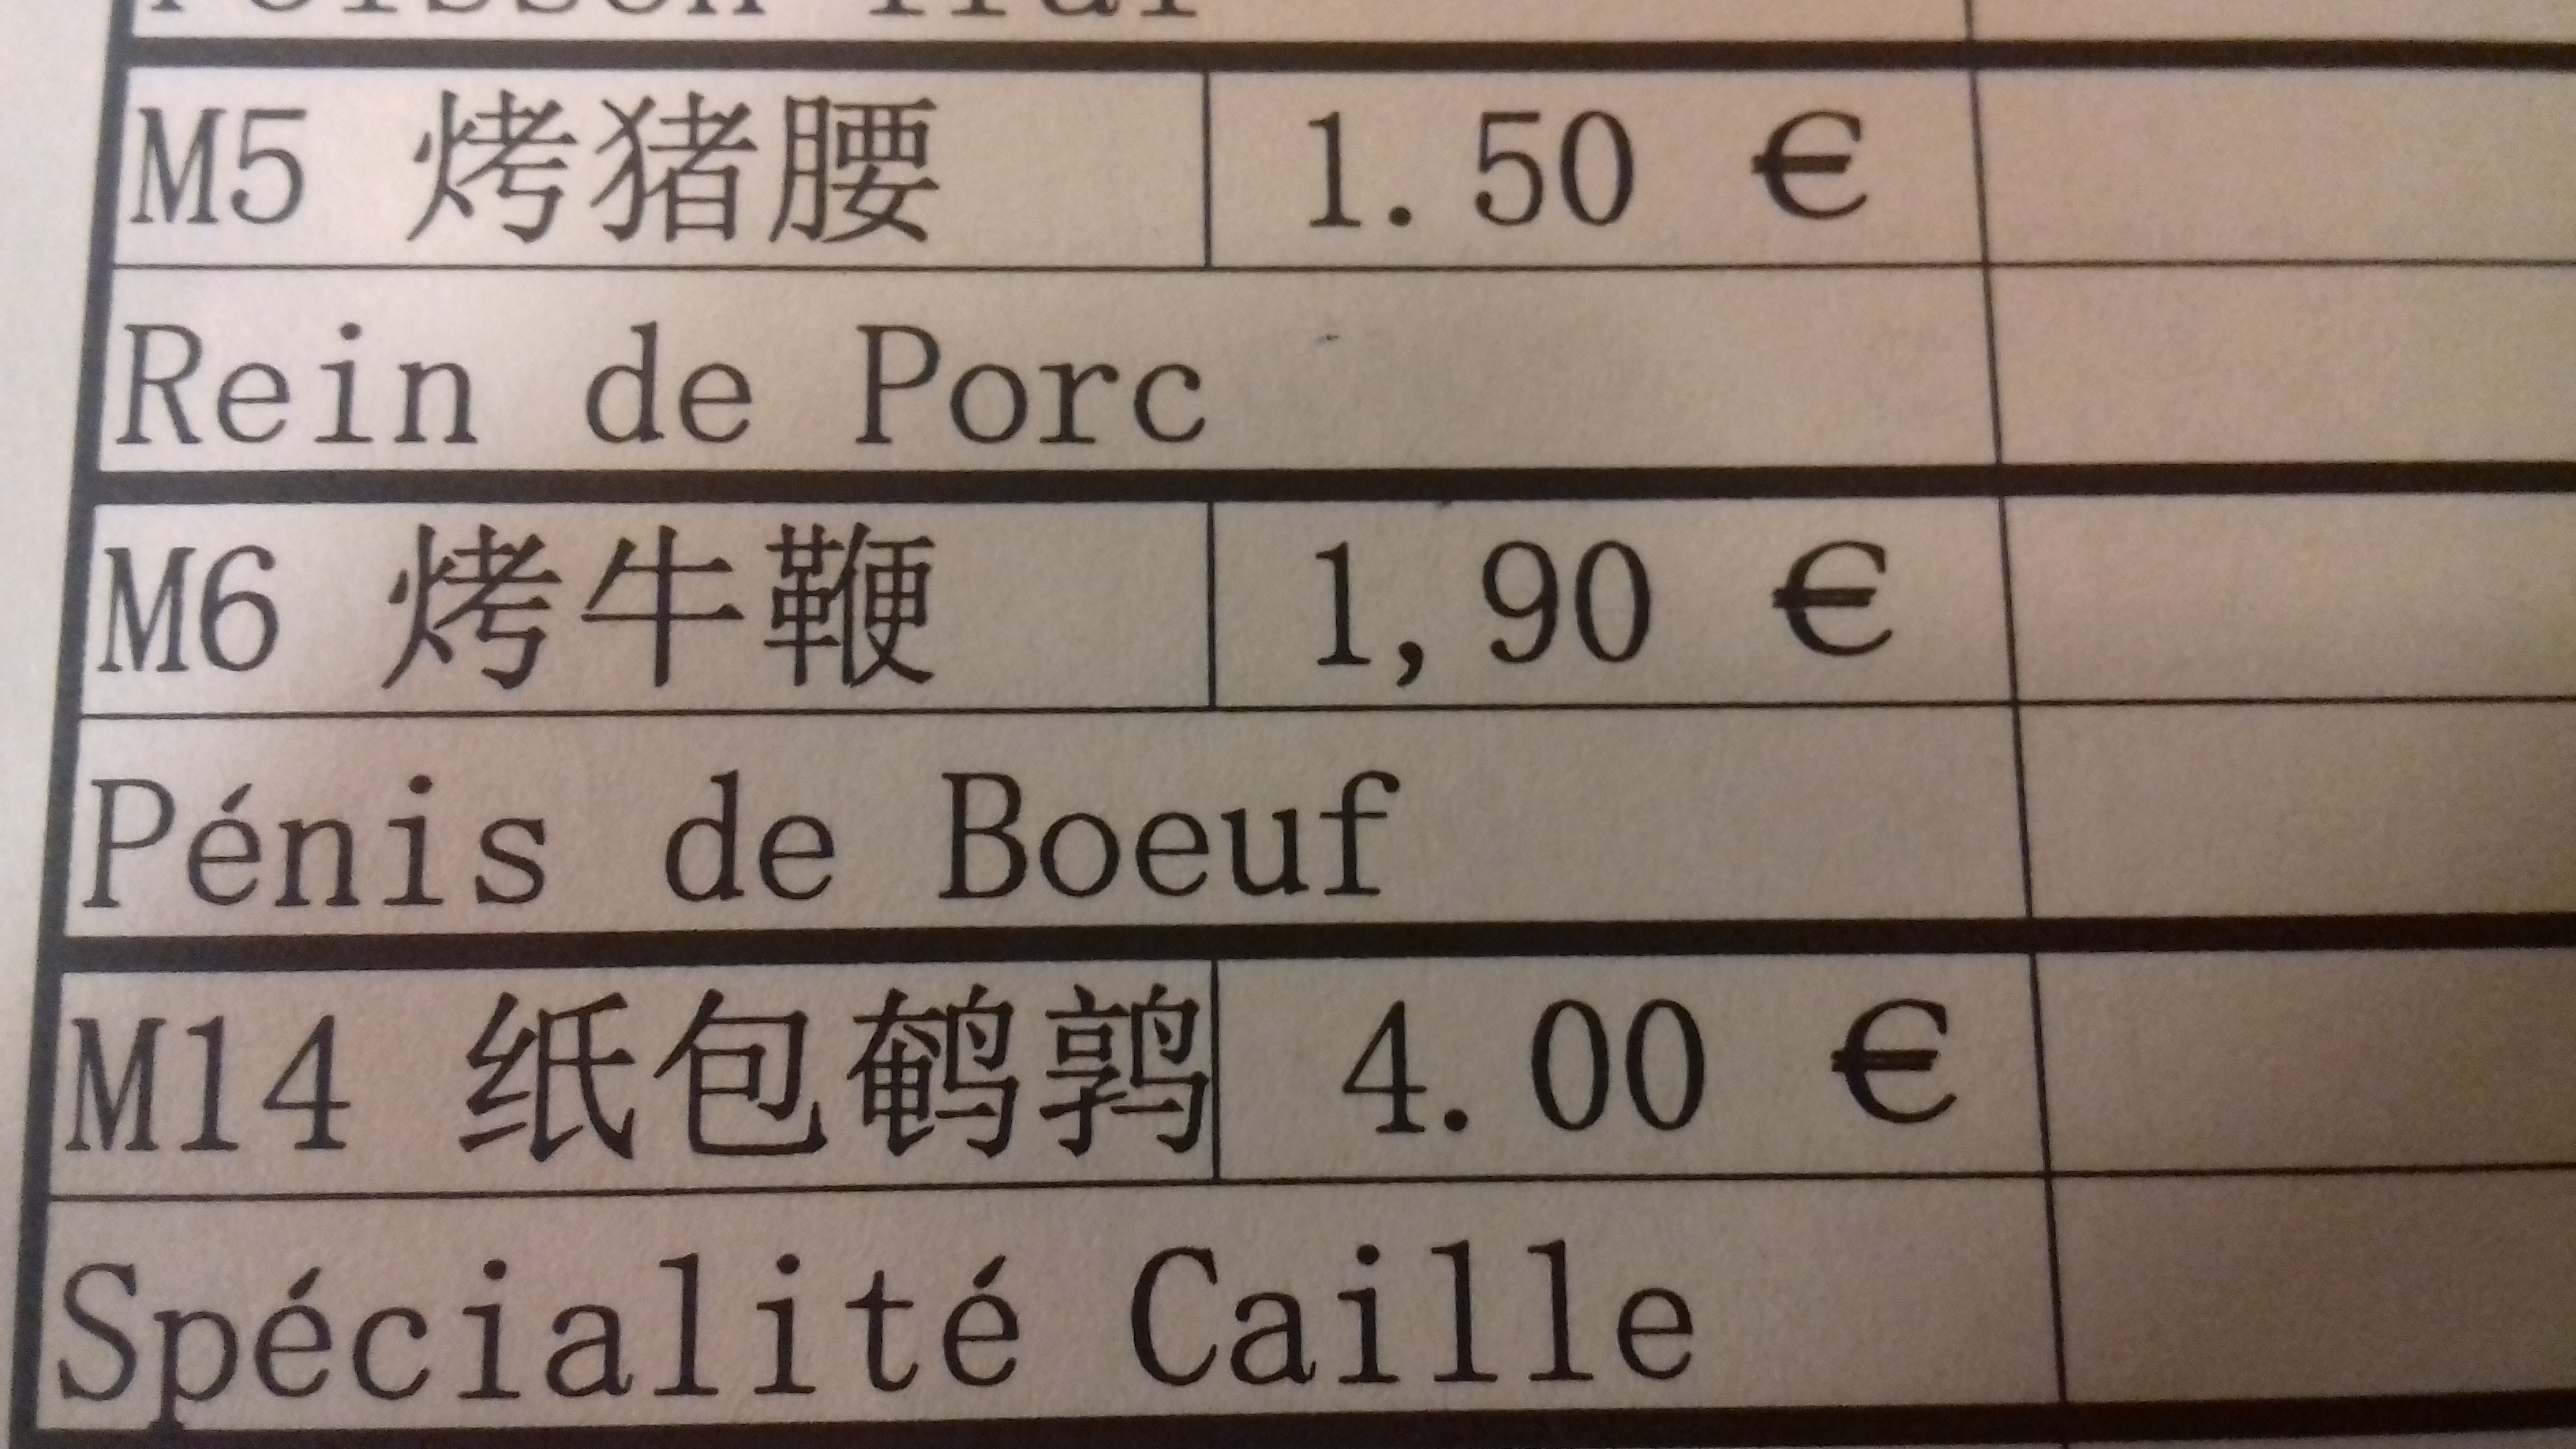 M5 烤猪腰 1.50 €
Rein de Porc
M6 烤牛鞭 1,90 €
Pénis de Boeuf
M14 纸包鹌鹑 4.00 €
Spécialité Caille